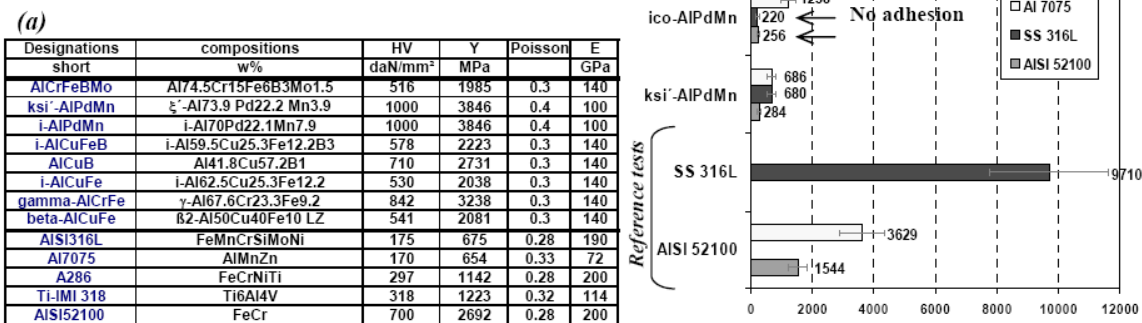 (a)
Designations compositions HV Y Poisson E
short w% daN/mm² MPa GPa
AlCrFeBMo Al74.5Cr15Fe6B3Mo1.5 516 1985 0.3 140
ksi´-AlPdMn ξ´-Al73.9 Pd22.2 Mn3.9 1000 3846 0.4 100
i-AlPdMn i-Al70Pd22.1Mn7.9 1000 3846 0.4 100
i-AlCuFeB i-Al59.5Cu25.3Fe12.2B3 578 2223 0.3 140
AlCuB Al41.8Cu57.2B1 710 2731 0.3 140
i-AlCuFe i-Al62.5Cu25.3Fe12.2 530 2038 0.3 140
gamma-AlCrFe γ-Al67.6Cr23.3Fe9.2 842 3238 0.3 140
beta-AlCuFe ß2-Al50Cu40Fe10 LZ 541 2081 0.3 140
AISI316L FeMnCrSiMoNi 175 675 0.28 190
Al7075 AlMnZn 170 654 0.33 72
A286 FeCrNiTi 297 1142 0.28 200
Ti-IMI 318 Ti6Al4V 318 1223 0.32 114
AISI52100 FeCr 700 2692 0.28 200
ico-AlPdMn
220
256
No adhesion
Al 7075
SS 316L
AISI 52100
ksi´-AlPdMn
686
680
284
Reference tests
SS 316L
9710
AISI 52100
3629
1544
0 2000 4000 6000 8000 10000 12000